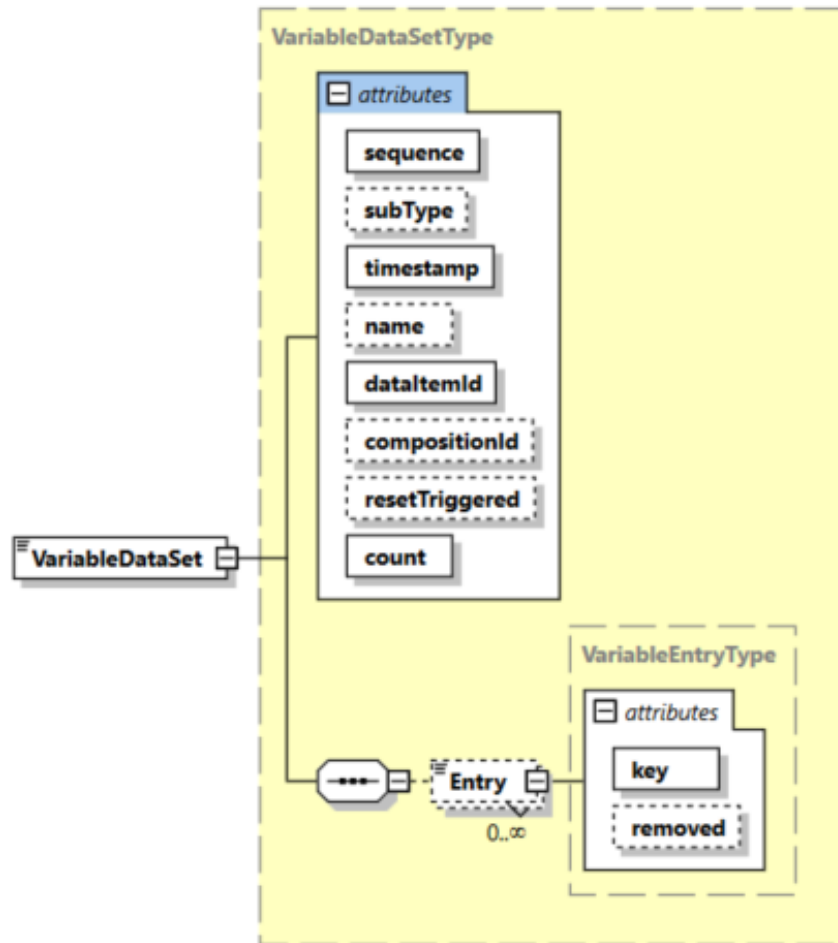 VariableDataSetType
attributes
sequence
subType
timestamp
name
dataItemId
compositionId
resetTriggered
count
VariableDataSet
VariableEntryType
attributes
key
removed
Entry
0..∞